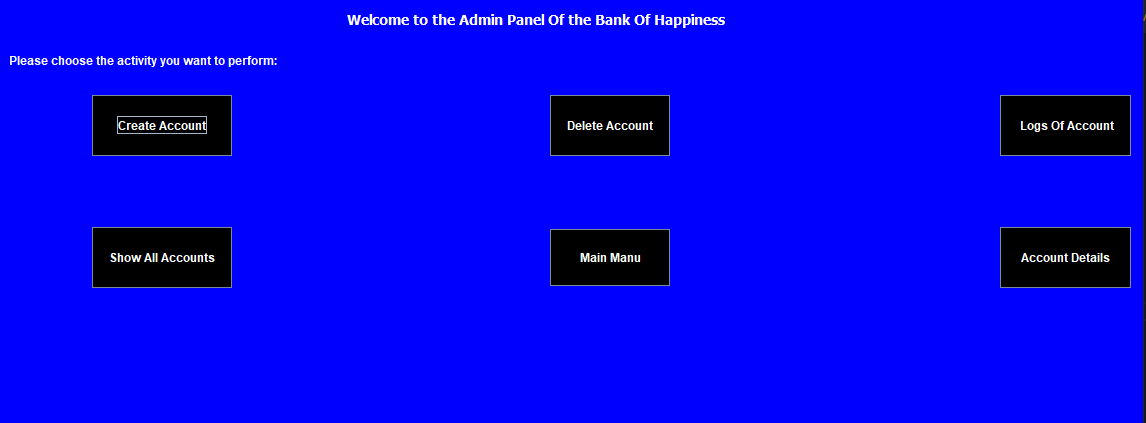 Welcome to the Admin Panel Of the Bank Of Happiness
Please choose the activity you want to perform:
Create Account
Delete Account
Logs Of Account
Show All Accounts
Main Manu
Account Details